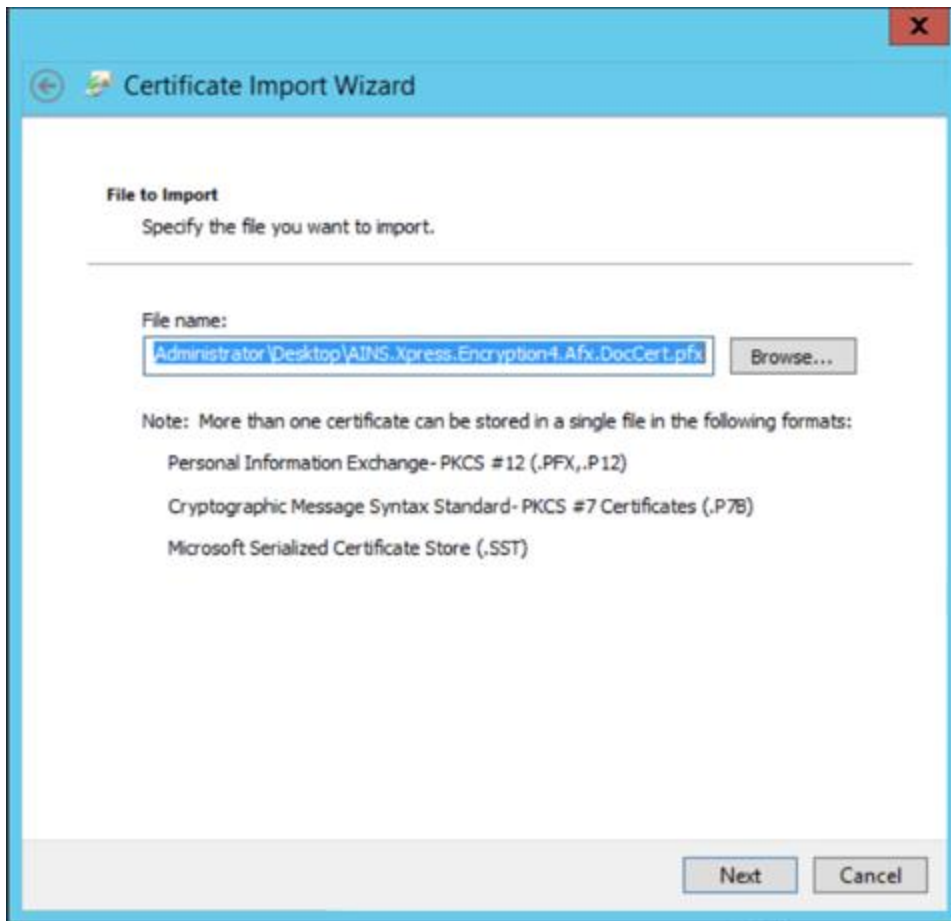 X
Certificate Import Wizard
File to Import
Specify the file you want to import.
File name:
Administrator\Desktop\AINS.Xpress.Encryption4.Afx.DocCert.pfx
Browse...
Note: More than one certificate can be stored in a single file in the following formats:
Personal Information Exchange- PKCS #12 (.PFX,.P12)
Cryptographic Message Syntax Standard- PKCS #7 Certificates (.P7B)
Microsoft Serialized Certificate Store (.SST)
Next Cancel